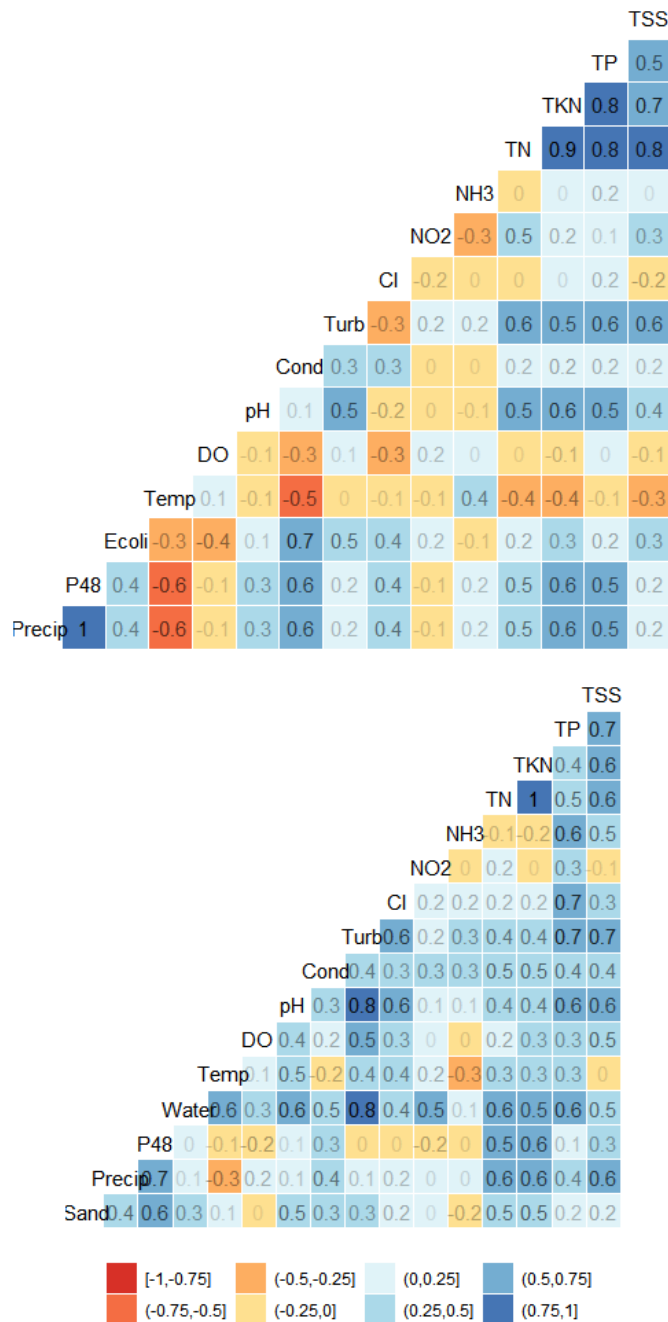 TSS
TP 0.5
TKN 0.8 0.7
TN 0.9 0.8 0.8
NH3 0 0 0.2 0
NO2 -0.3 0.5 0.2 0.1 0.3
Cl -0.2 0 0 0 0.2 -0.2
Turb -0.3 0.2 0.2 0.6 0.5 0.6 0.6
Cond 0.3 0.3 0 0 0.2 0.2 0.2 0.2
pH 0.1 0.5 -0.2 0 -0.1 0.5 0.6 0.5 0.4
DO -0.1 -0.3 0.1 -0.3 0.2 0 0 -0.1 0 -0.1
Temp 0.1 -0.1 -0.5 0 -0.1 -0.1 0.4 -0.4 -0.4 -0.1 -0.3
Ecoli -0.3 -0.4 0.1 0.7 0.5 0.4 0.2 -0.1 0.2 0.3 0.2 0.3
P48 0.4 -0.6 -0.1 0.3 0.6 0.2 0.4 -0.1 0.2 0.5 0.6 0.5 0.2
Precip 1 0.4 -0.6 -0.1 0.3 0.6 0.2 0.4 -0.1 0.2 0.5 0.6 0.5 0.2
TSS
TP 0.7
TKN 0.4 0.6
TN 1 0.5 0.6
NH3 -0.1 -0.2 0.6 0.5
NO2 0 0.2 0 0.3 -0.1
Cl 0.2 0.2 0.2 0.2 0.7 0.3
Turb 0.6 0.2 0.3 0.4 0.4 0.7 0.7
Cond 0.4 0.3 0.3 0.3 0.5 0.5 0.4 0.4
pH 0.3 0.8 0.6 0.1 0.1 0.4 0.4 0.6 0.6
DO 0.4 0.2 0.5 0.3 0 0 0.2 0.3 0.3 0.5
Temp 0.1 0.5 -0.2 0.4 0.4 0.2 -0.3 0.3 0.3 0.3 0
Water 0.6 0.3 0.6 0.5 0.8 0.4 0.5 0.1 0.6 0.5 0.6 0.5
P48 0 -0.1 -0.2 0.1 0.3 0 0 -0.2 0 0.5 0.6 0.1 0.3
Precip 0.7 0.1 -0.3 0.2 0.1 0.4 0.1 0.2 0 0 0.6 0.6 0.4 0.6
Sand 0.4 0.6 0.3 0.1 0 0.5 0.3 0.3 0.2 0 -0.2 0.5 0.5 0.2 0.2
[-1,-0.75] (-0.5,-0.25] (0,0.25] (0.5,0.75]
(-0.75,-0.5] (-0.25,0] (0.25,0.5] (0.75,1]